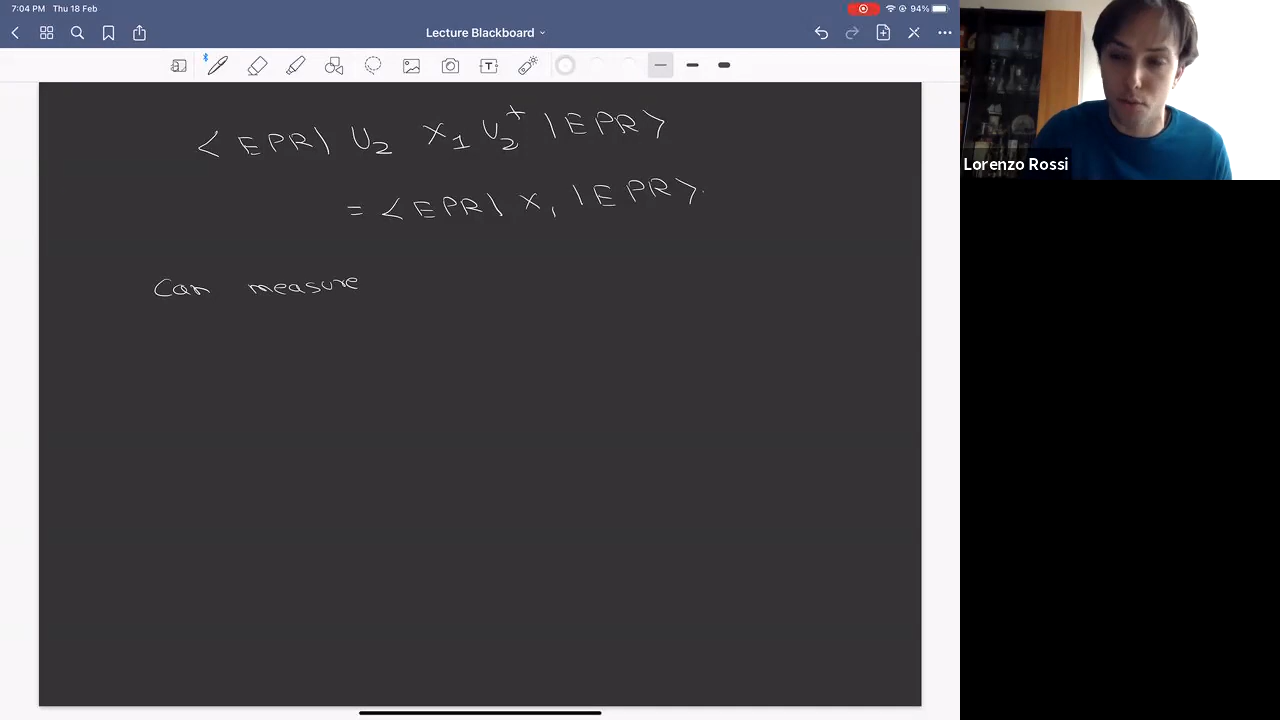 7:04 PM Thu 18 Feb
94%
Lecture Blackboard
T
<EPR| U₂ X₁ U₂† |EPR>
= <EPR| X₁ |EPR>.
Can measure
Lorenzo Rossi